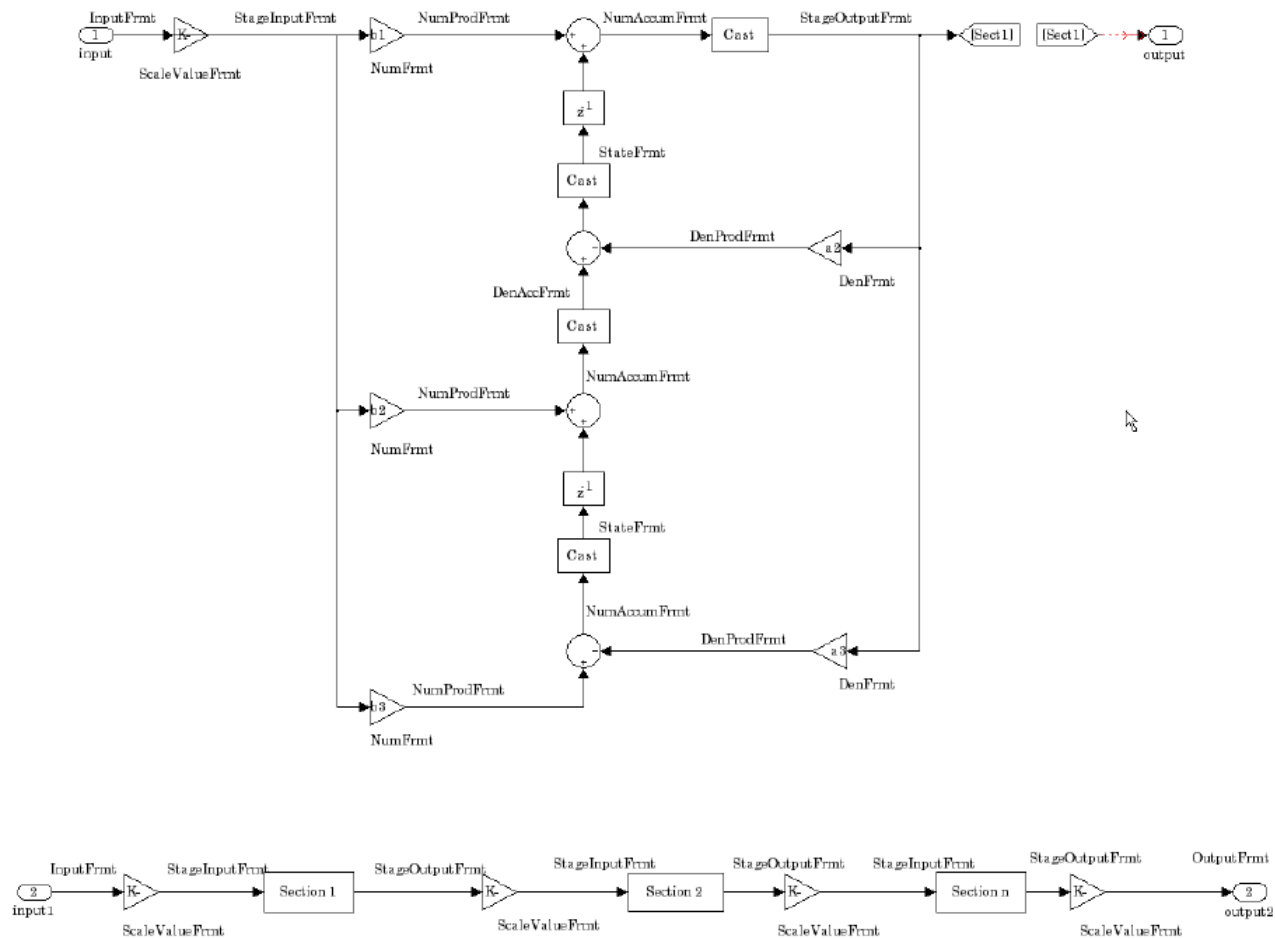 InputFrmt StageInputFrmt NumProdFrmt NumAccumFrmt StageOutputFrmt
1 K- b1 + + Cast [Sect1] [Sect1] 1
input output
ScaleValueFrmt NumFrmt
z-1
StateFrmt
Cast
DenProdFrmt
- + a2
DenAccFrmt DenFrmt
Cast
NumAccumFrmt
NumProdFrmt
b2 + +
NumFrmt
z-1
StateFrmt
Cast
NumAccumFrmt
DenProdFrmt
- + a3
NumProdFrmt DenFrmt
b3
NumFrmt
InputFrmt StageInputFrmt StageOutputFrmt StageInputFrmt StageOutputFrmt StageInputFrmt StageOutputFrmt OutputFrmt
2 K- Section 1 K- Section 2 K- Section n K- 2
input1 output2
ScaleValueFrmt ScaleValueFrmt ScaleValueFrmt ScaleValueFrmt